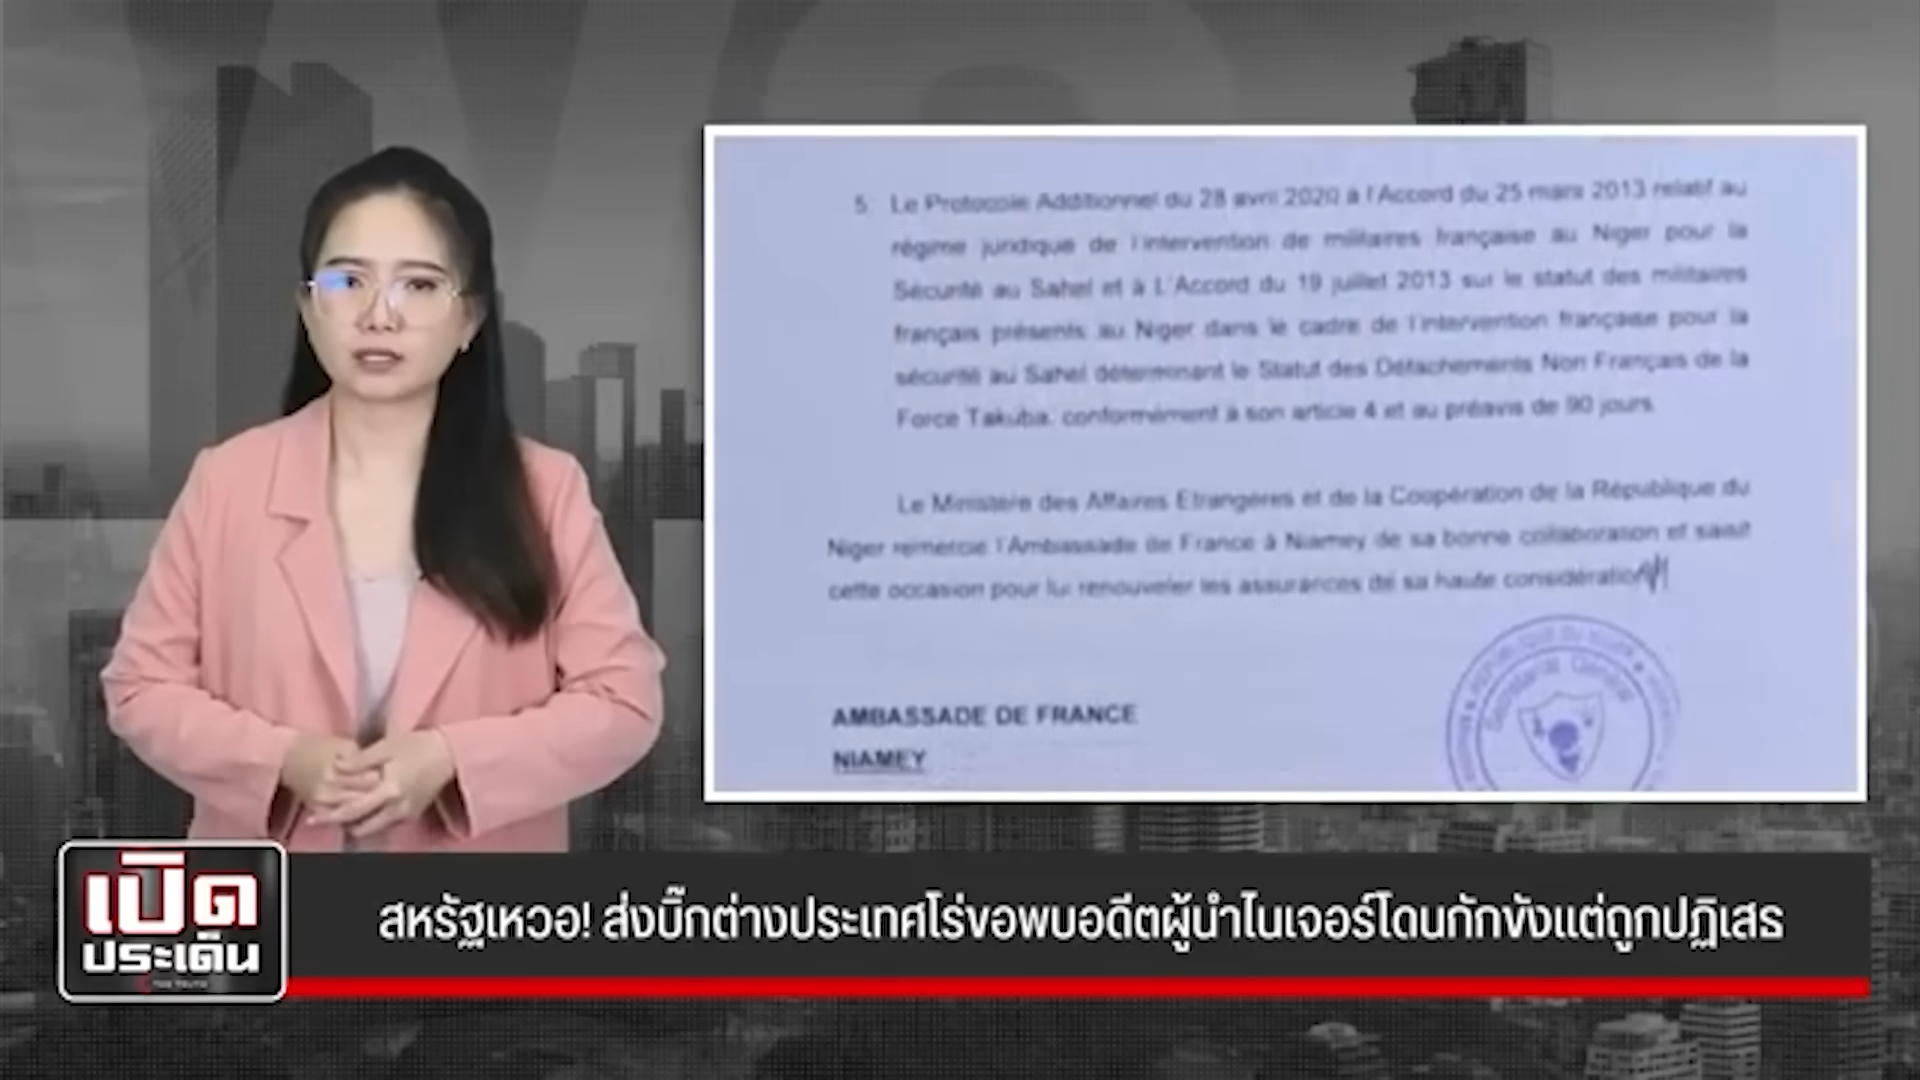 5. Le Protocole Additionnel du 28 avril 2020 à l'Accord du 25 mars 2013 relatif au
régime juridique de l'intervention de militaires française au Niger pour la
Sécurité au Sahel et à L'Accord du 19 juillet 2013 sur le statut des militaires
français présents au Niger dans le cadre de l'intervention française pour la
sécurité au Sahel déterminant le Statut des Détachements Non Français de la
Force Takuba, conformément à son article 4 et au préavis de 90 jours.
Le Ministère des Affaires Etrangères et de la Coopération de la République du
Niger remercie l'Ambassade de France à Niamey de sa bonne collaboration et saisit
cette occasion pour lui renouveler les assurances de sa haute considération
Secrétariat Général
AMBASSADE DE FRANCE
NIAMEY
เปิด
ประเด็น
THE TRUTH
สหรัฐเหวอ! ส่งบิ๊กต่างประเทศโร่ขอพบอดีตผู้นำไนเจอร์โดนกักขังแต่ถูกปฏิเสธ